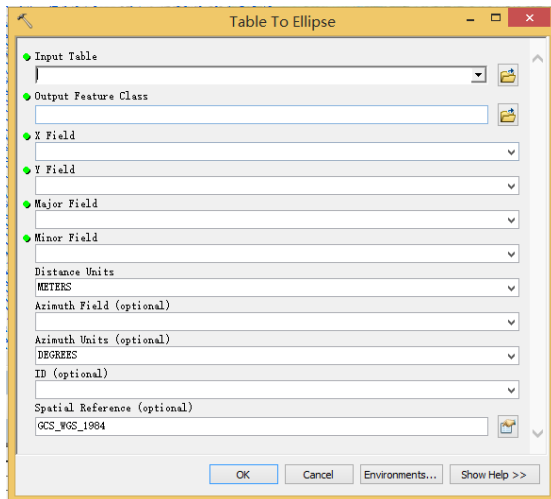 Table To Ellipse
Input Table
Output Feature Class
X Field
Y Field
Major Field
Minor Field
Distance Units
METERS
Azimuth Field (optional)
Azimuth Units (optional)
DEGREES
ID (optional)
Spatial Reference (optional)
GCS_WGS_1984
OK Cancel Environments... Show Help >>